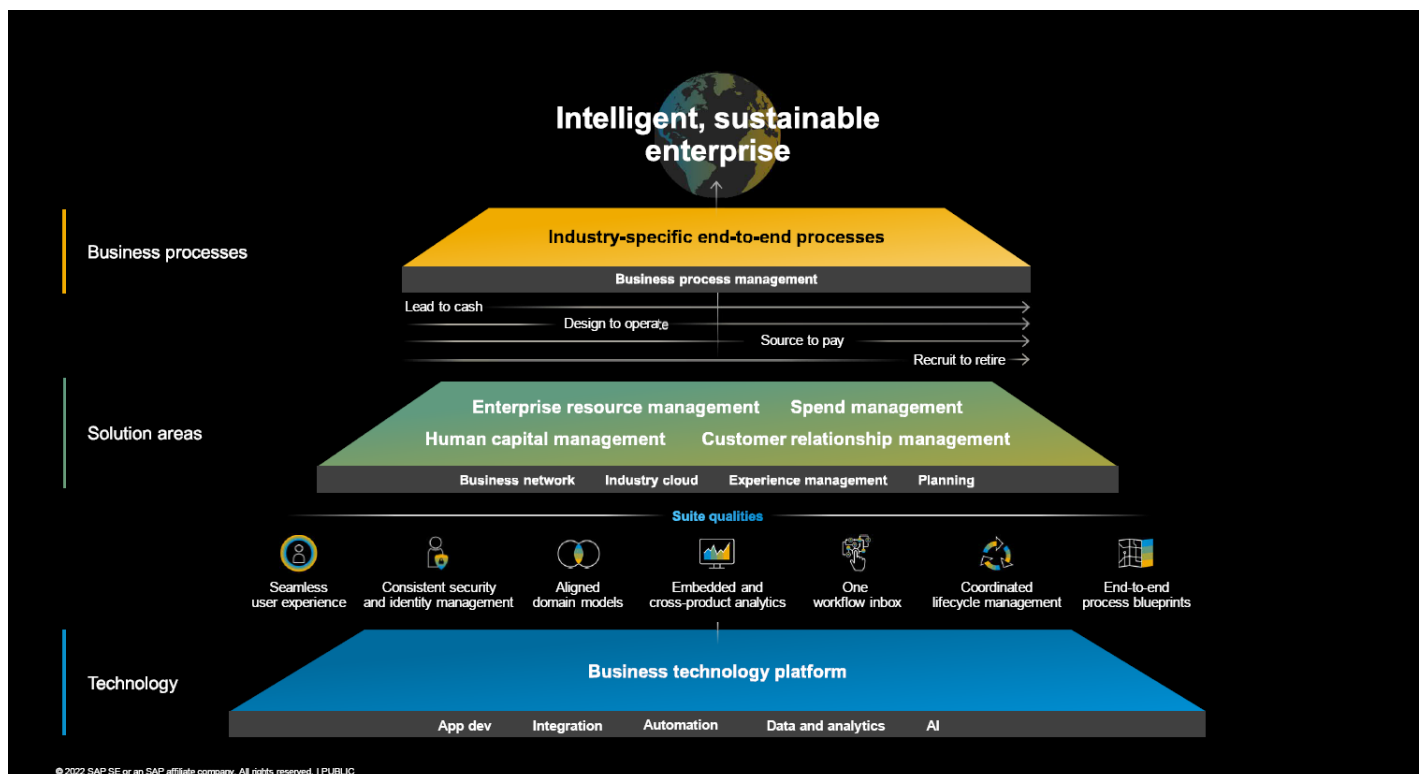 Intelligent, sustainable
enterprise
Business processes
Industry-specific end-to-end processes
Business process management
Lead to cash
Design to operate
Source to pay
Recruit to retire
Solution areas
Enterprise resource management Spend management
Human capital management Customer relationship management
Business network Industry cloud Experience management Planning
Suite qualities
Seamless
user experience
Consistent security
and identity management
Aligned
domain models
Embedded and
cross-product analytics
One
workflow inbox
Coordinated
lifecycle management
End-to-end
process blueprints
Technology
Business technology platform
App dev Integration Automation Data and analytics AI
© 2022 SAP SE or an SAP affiliate company. All rights reserved. | PUBLIC